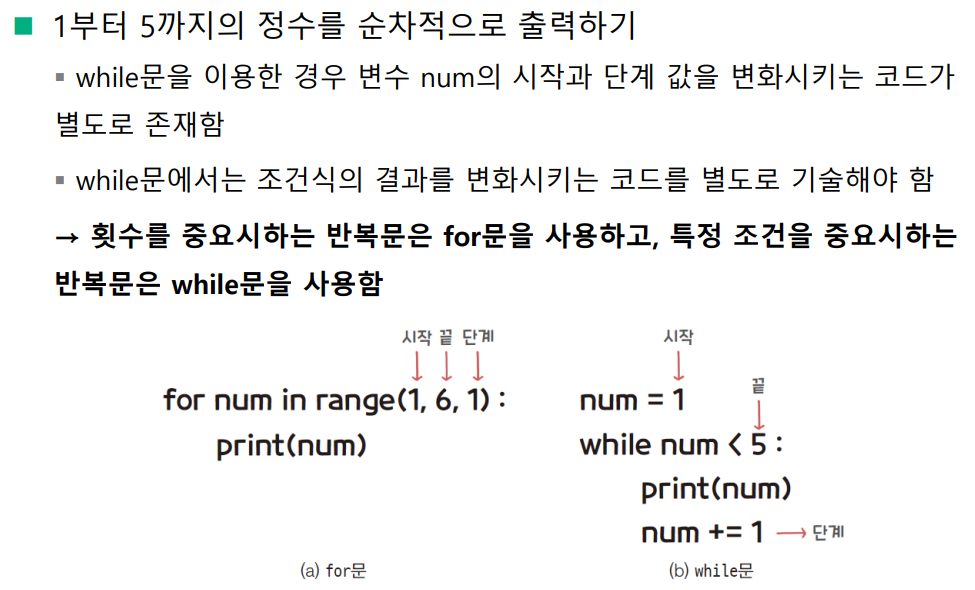 ■ 1부터 5까지의 정수를 순차적으로 출력하기
▪ while문을 이용한 경우 변수 num의 시작과 단계 값을 변화시키는 코드가
별도로 존재함
▪ while문에서는 조건식의 결과를 변화시키는 코드를 별도로 기술해야 함
→ 횟수를 중요시하는 반복문은 for문을 사용하고, 특정 조건을 중요시하는
반복문은 while문을 사용함
시작 끝 단계
for num in range(1, 6, 1) :
print(num)
(a) for문
시작
num = 1
끝
while num < 5 :
print(num)
num += 1 → 단계
(b) while문